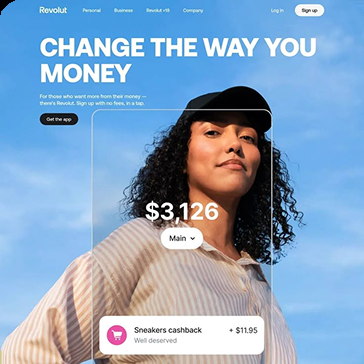 Revolut Personal Business Revolut <18 Company Log in Sign up
CHANGE THE WAY YOU
MONEY
For those who want more from their money —
there's Revolut. Sign up with no fees, in a tap.
Get the app
$3,126
Main
Sneakers cashback + $11.95
Well deserved